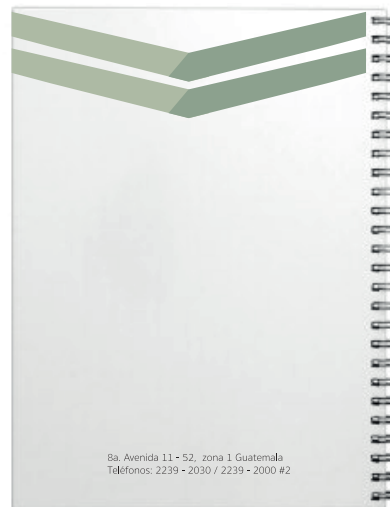 8a. Avenida 11 - 52,  zona 1 Guatemala
Teléfonos: 2239 - 2030 / 2239 - 2000 #2